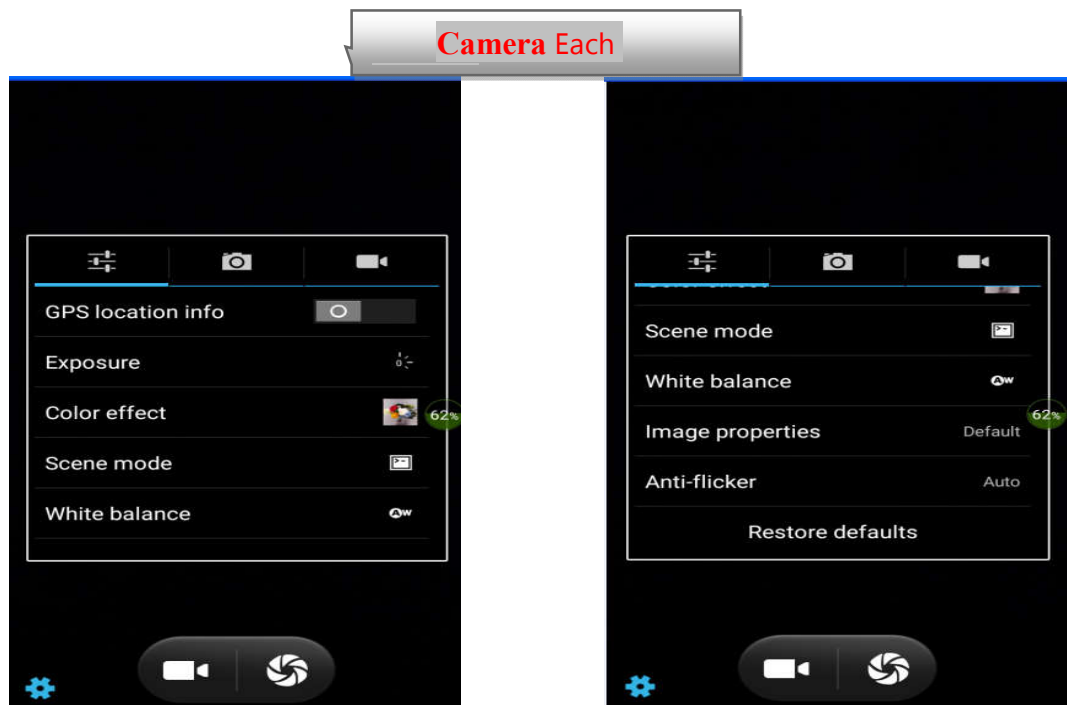 Camera Each
GPS location info
Exposure
Color effect
62%
Scene mode
White balance
Scene mode
White balance
62%
Image properties Default
Anti-flicker Auto
Restore defaults